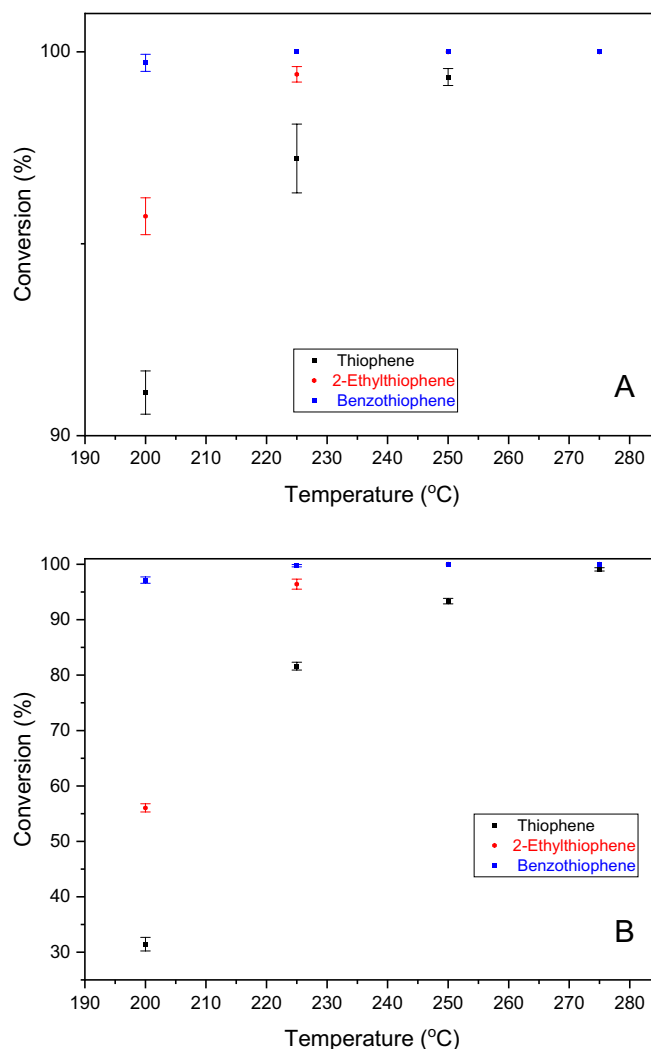 100
Conversion (%)
Thiophene
2-Ethylthiophene
Benzothiophene
A
90
190 200 210 220 230 240 250 260 270 280
Temperature (ºC)
100
90
80
70
60
50
40
30
Conversion (%)
Thiophene
2-Ethylthiophene
Benzothiophene
B
190 200 210 220 230 240 250 260 270 280
Temperature (ºC)